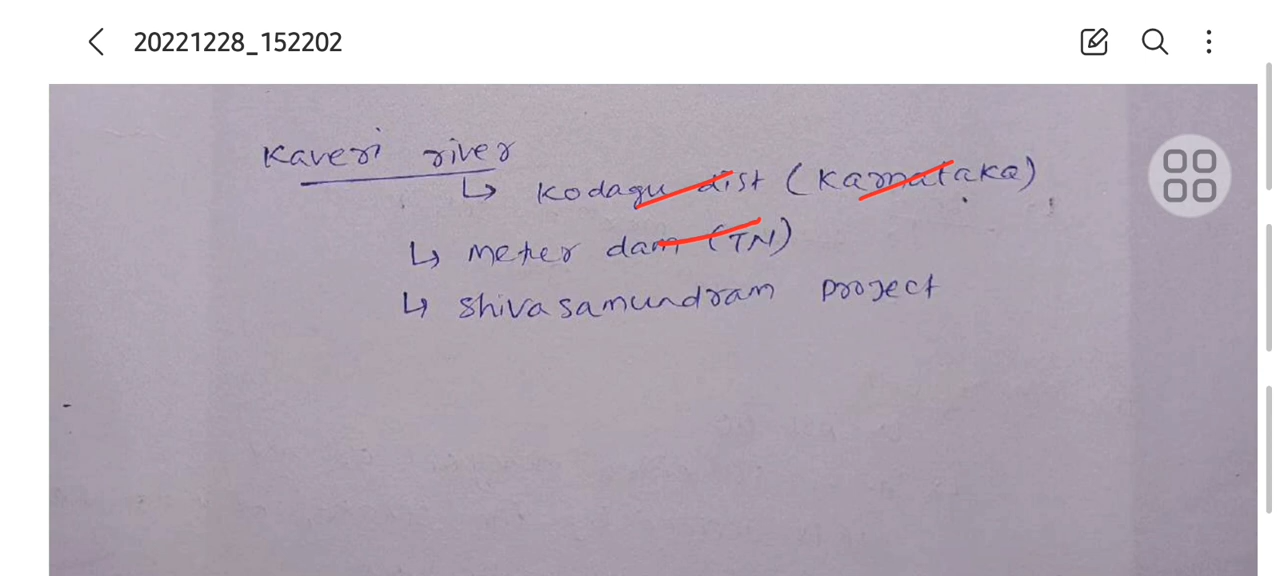 20221228_152202
Kaveri river
↳ Kodagu dist (Karnataka)
↳ Meter dam (TN)
↳ Shivasamundram project